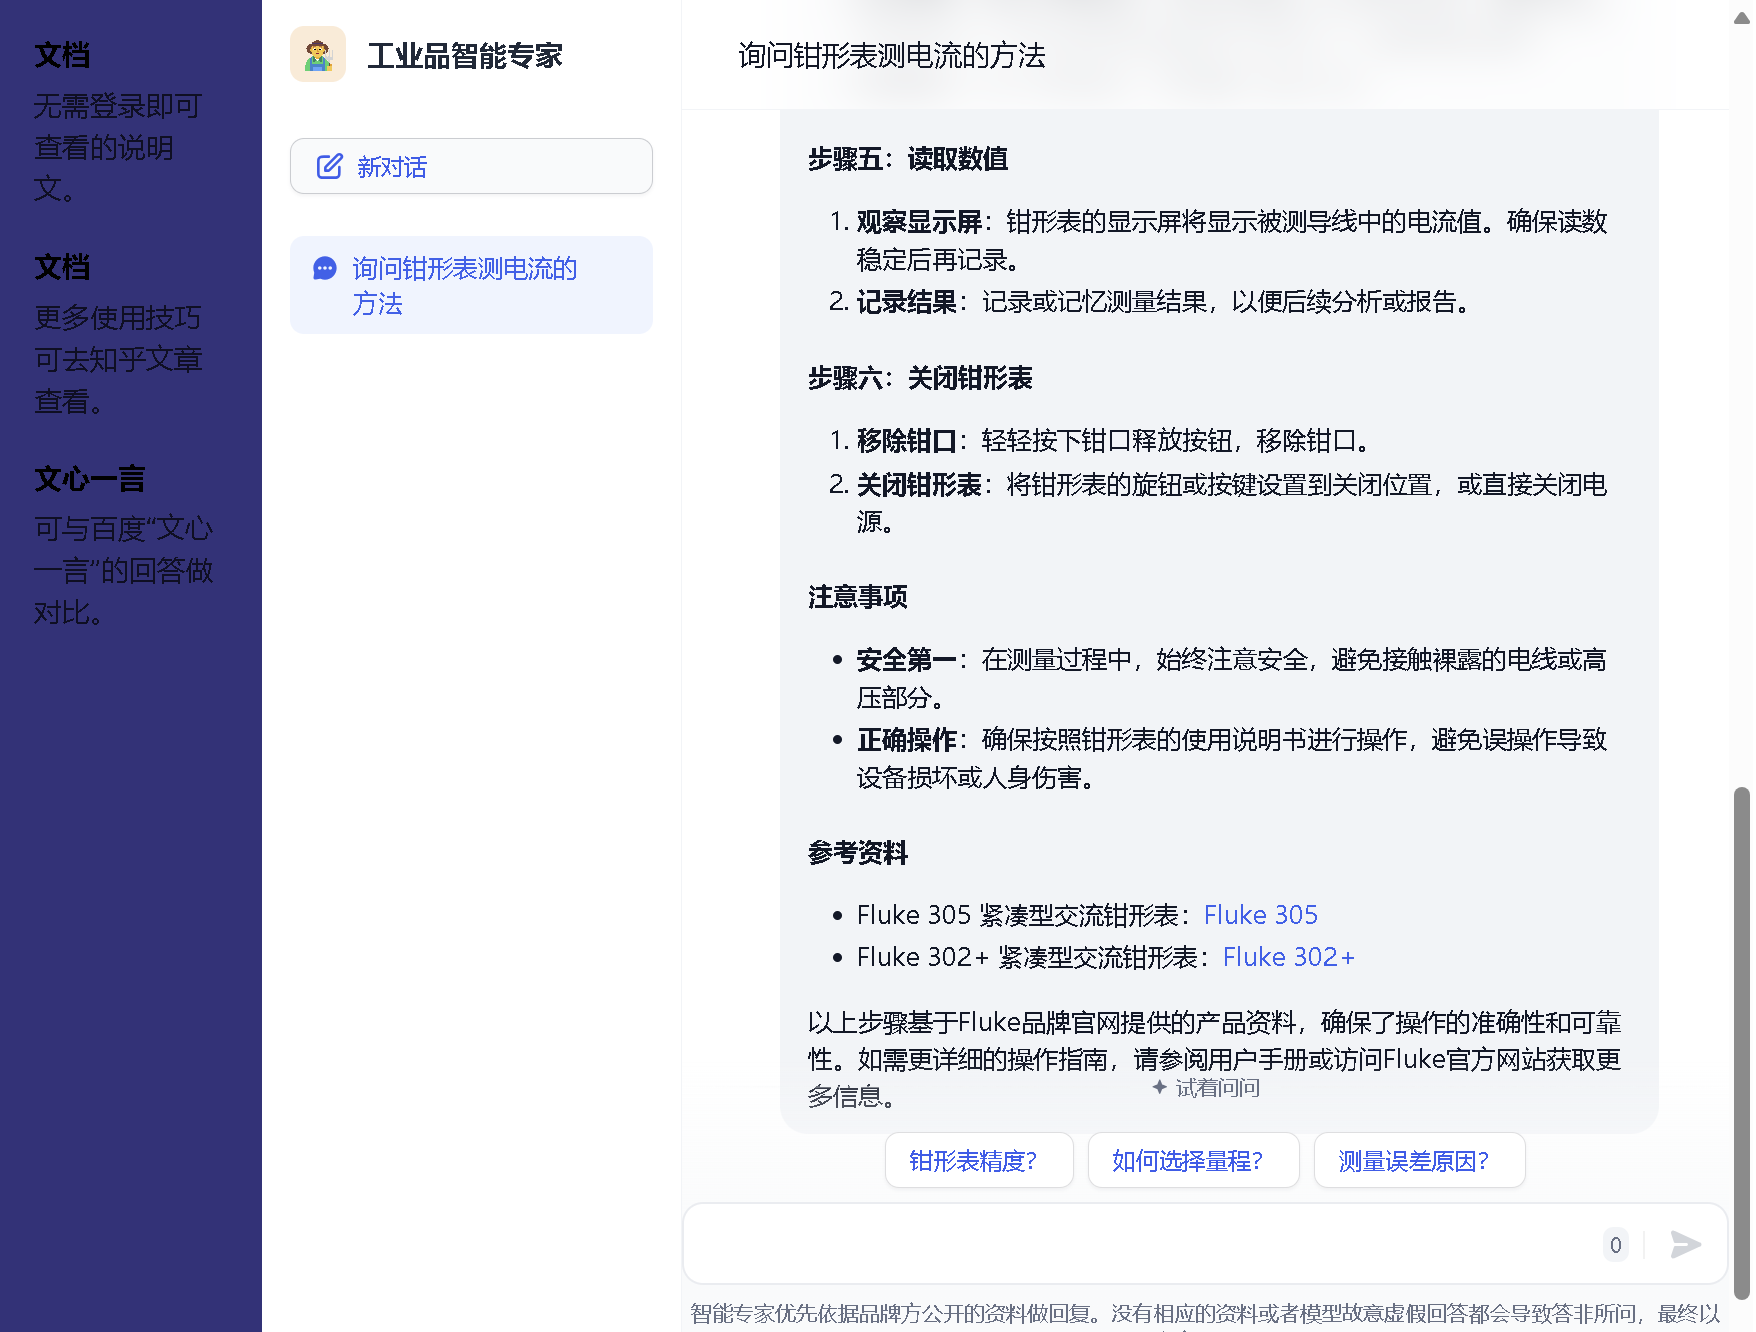 文档
无需登录即可
查看的说明
文。
文档
更多使用技巧
可去知乎文章
查看。
文心一言
可与百度“文心
一言”的回答做
对比。
工业品智能专家
新对话
询问钳形表测电流的
方法
询问钳形表测电流的方法
步骤五：读取数值
1. 观察显示屏：钳形表的显示屏将显示被测导线中的电流值。确保读数
稳定后再记录。
2. 记录结果：记录或记忆测量结果，以便后续分析或报告。
步骤六：关闭钳形表
1. 移除钳口：轻轻按下钳口释放按钮，移除钳口。
2. 关闭钳形表：将钳形表的旋钮或按键设置到关闭位置，或直接关闭电
源。
注意事项
• 安全第一：在测量过程中，始终注意安全，避免接触裸露的电线或高
压部分。
• 正确操作：确保按照钳形表的使用说明书进行操作，避免误操作导致
设备损坏或人身伤害。
参考资料
• Fluke 305 紧凑型交流钳形表：Fluke 305
• Fluke 302+ 紧凑型交流钳形表：Fluke 302+
以上步骤基于Fluke品牌官网提供的产品资料，确保了操作的准确性和可靠
性。如需更详细的操作指南，请参阅用户手册或访问Fluke官方网站获取更
多信息。
试着问问
钳形表精度？
如何选择量程？
测量误差原因？
0
智能专家优先依据品牌方公开的资料做回复。没有相应的资料或者模型故意虚假回答都会导致答非所问，最终以